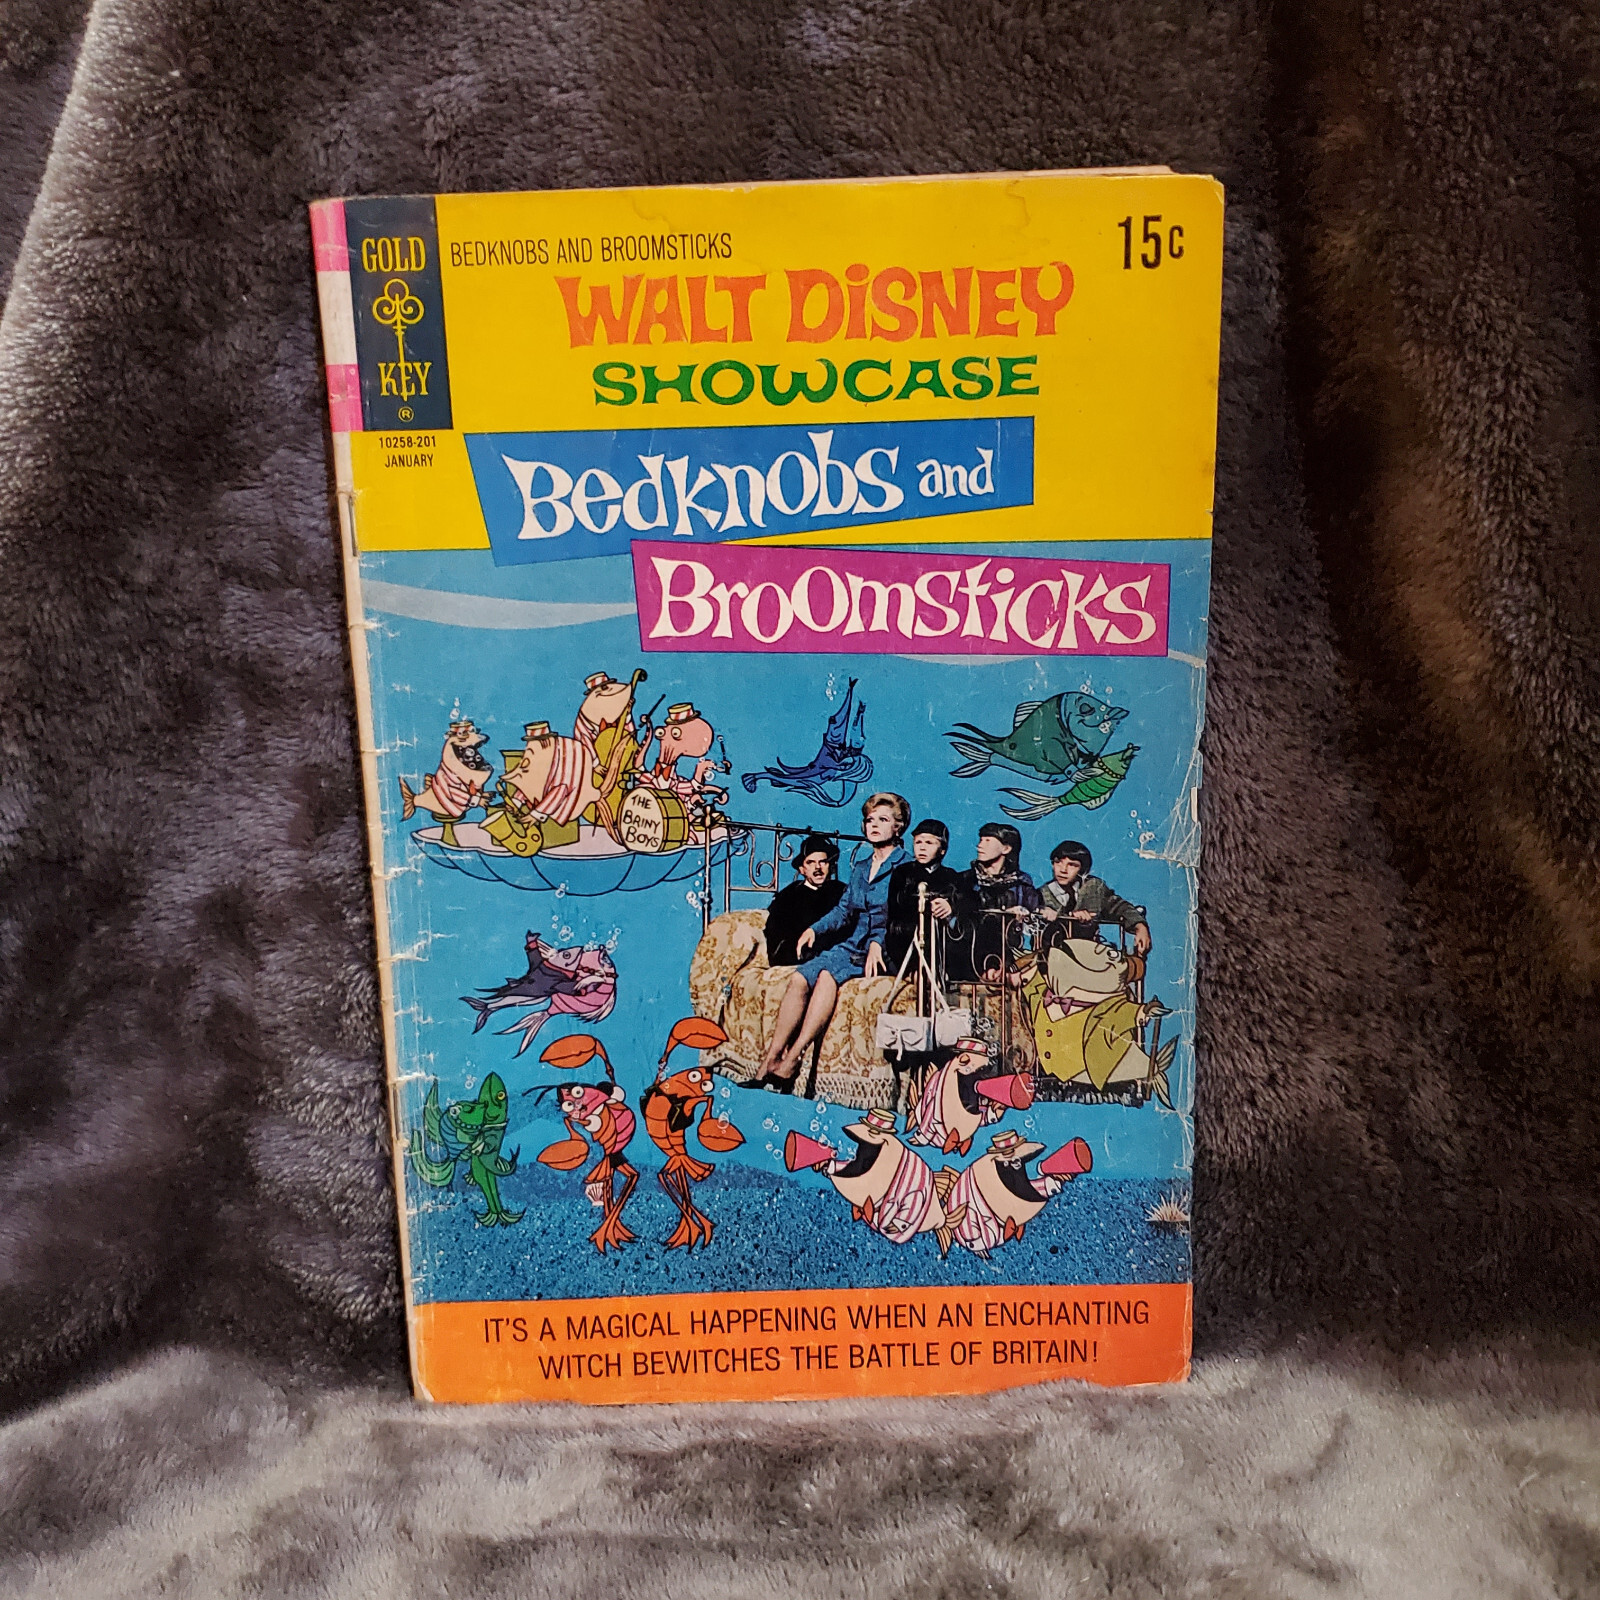 GOLD
KEY
®
10258-201
JANUARY
BEDKNOBS AND BROOMSTICKS
15c
WALT DISNEY
SHOWCASE
Bedknobs and
Broomsticks
THE
BRINY
BOYS
IT'S A MAGICAL HAPPENING WHEN AN ENCHANTING
WITCH BEWITCHES THE BATTLE OF BRITAIN!